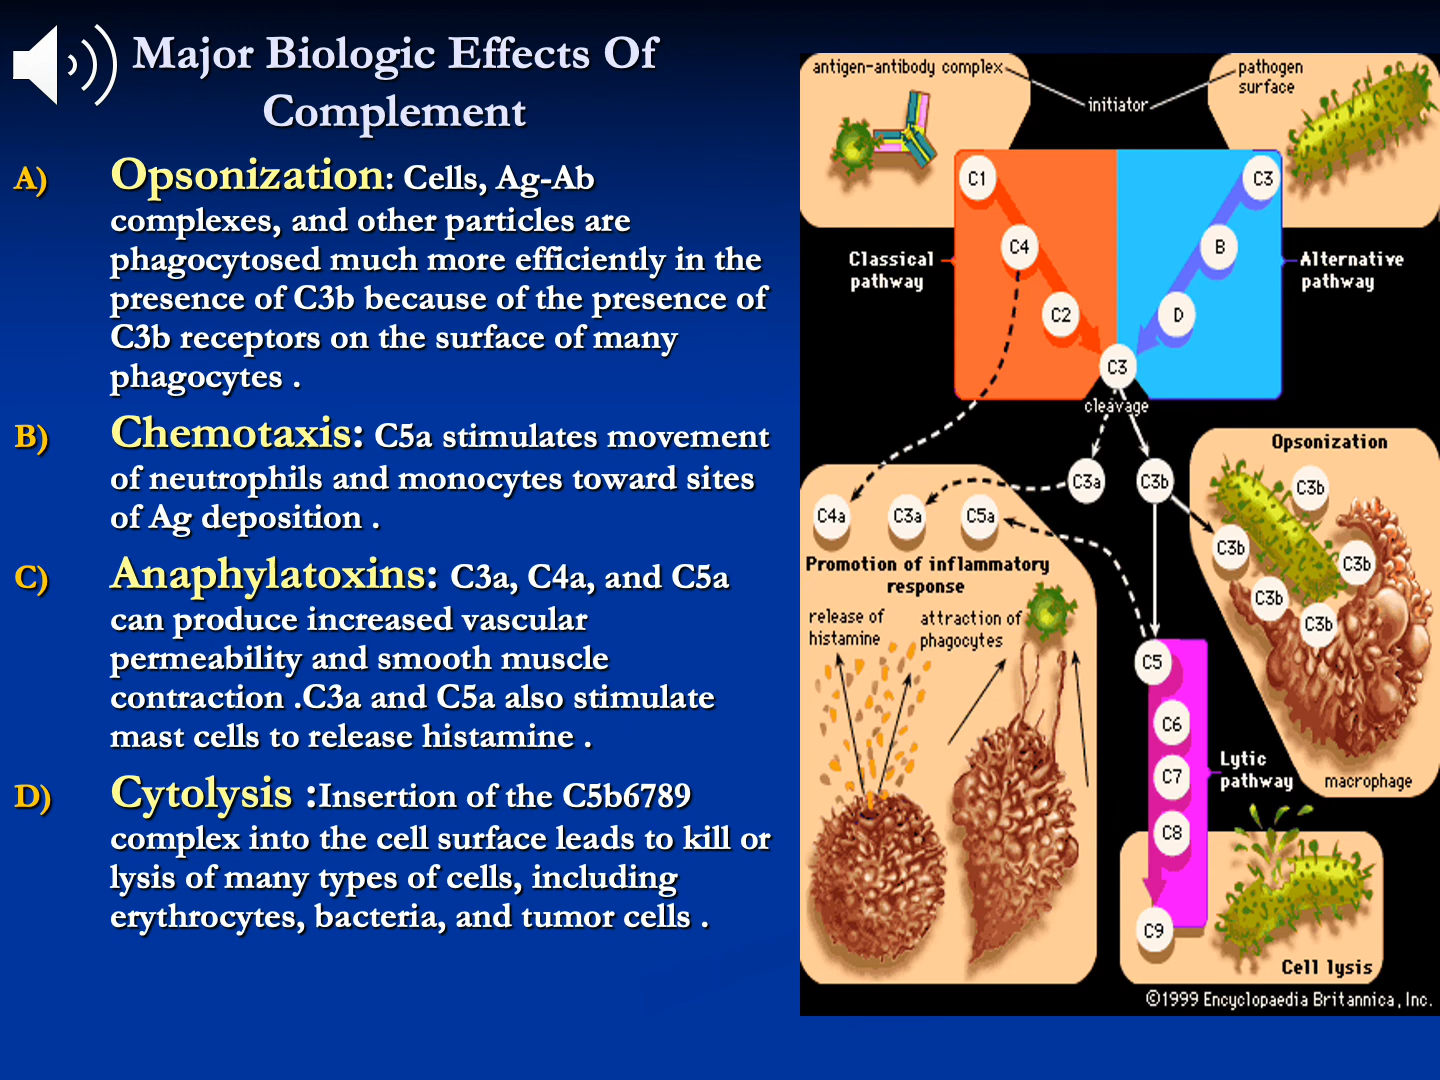 Major Biologic Effects Of
Complement
A) Opsonization: Cells, Ag-Ab
complexes, and other particles are
phagocytosed much more efficiently in the
presence of C3b because of the presence of
C3b receptors on the surface of many
phagocytes .
B) Chemotaxis: C5a stimulates movement
of neutrophils and monocytes toward sites
of Ag deposition .
C) Anaphylatoxins: C3a, C4a, and C5a
can produce increased vascular
permeability and smooth muscle
contraction .C3a and C5a also stimulate
mast cells to release histamine .
D) Cytolysis :Insertion of the C5b6789
complex into the cell surface leads to kill or
lysis of many types of cells, including
erythrocytes, bacteria, and tumor cells .
antigen-antibody complex
initiator
pathogen
surface
C1
C3
C4
B
Classical
pathway
Alternative
pathway
C2
D
C3
cleavage
C3a
C3b
Opsonization
C3b
C3b
C3b
C3b
C3b
macrophage
C4a
C3a
C5a
Promotion of inflammatory
response
release of
histamine
attraction of
phagocytes
C5
C6
C7
C8
C9
Lytic
pathway
Cell lysis
©1999 Encyclopaedia Britannica, Inc.